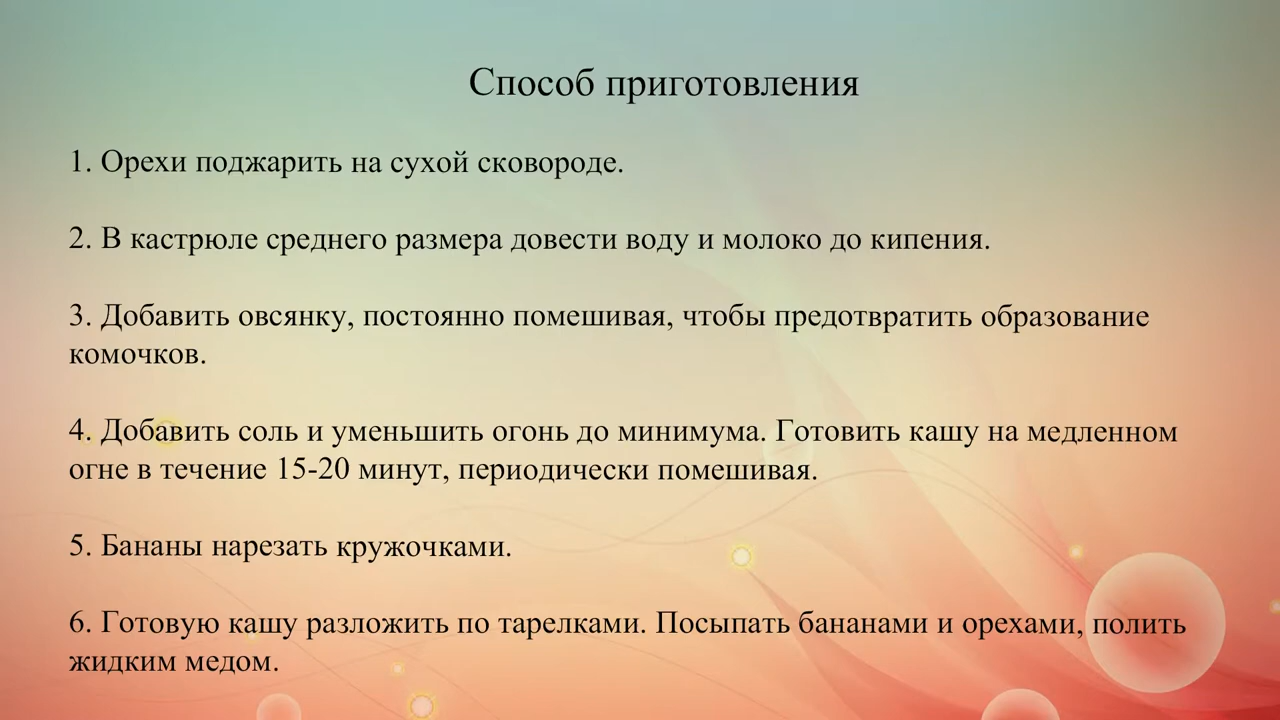 Способ приготовления
1. Орехи поджарить на сухой сковороде.
2. В кастрюле среднего размера довести воду и молоко до кипения.
3. Добавить овсянку, постоянно помешивая, чтобы предотвратить образование
комочков.
4. Добавить соль и уменьшить огонь до минимума. Готовить кашу на медленном
огне в течение 15-20 минут, периодически помешивая.
5. Бананы нарезать кружочками.
6. Готовую кашу разложить по тарелками. Посыпать бананами и орехами, полить
жидким медом.